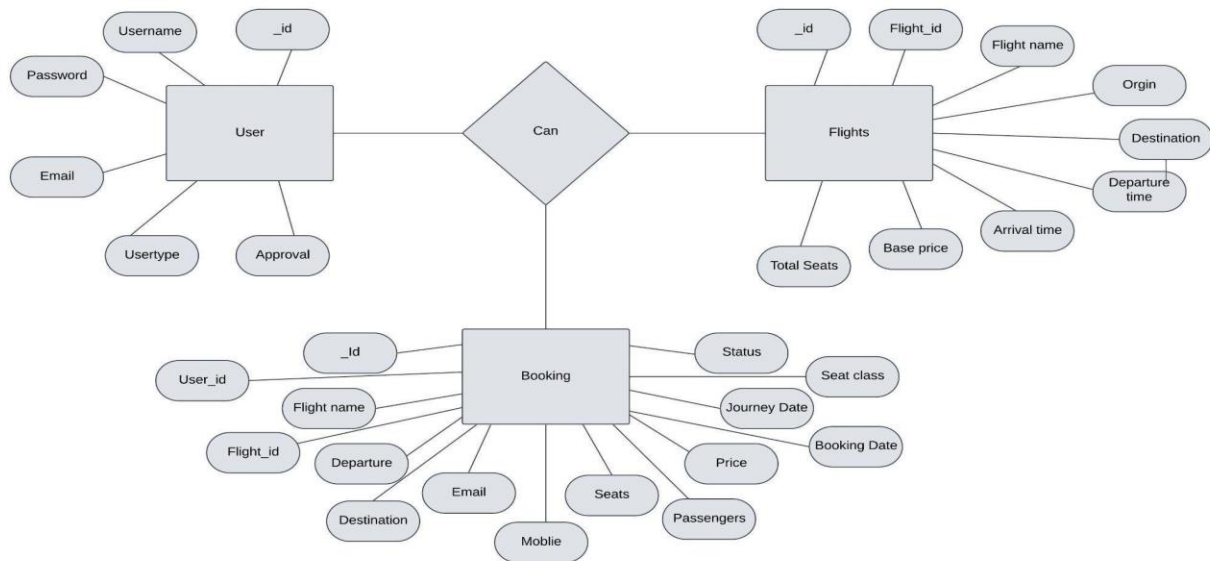 Username
_id
Password
User
Email
Usertype
Approval
Can
_id
Flight_id
Flight name
Orgin
Flights
Destination
Departure
time
Arrival time
Base price
Total Seats
_Id
User_id
Flight name
Flight_id
Departure
Destination
Email
Moblie
Booking
Status
Seat class
Journey Date
Booking Date
Price
Seats
Passengers